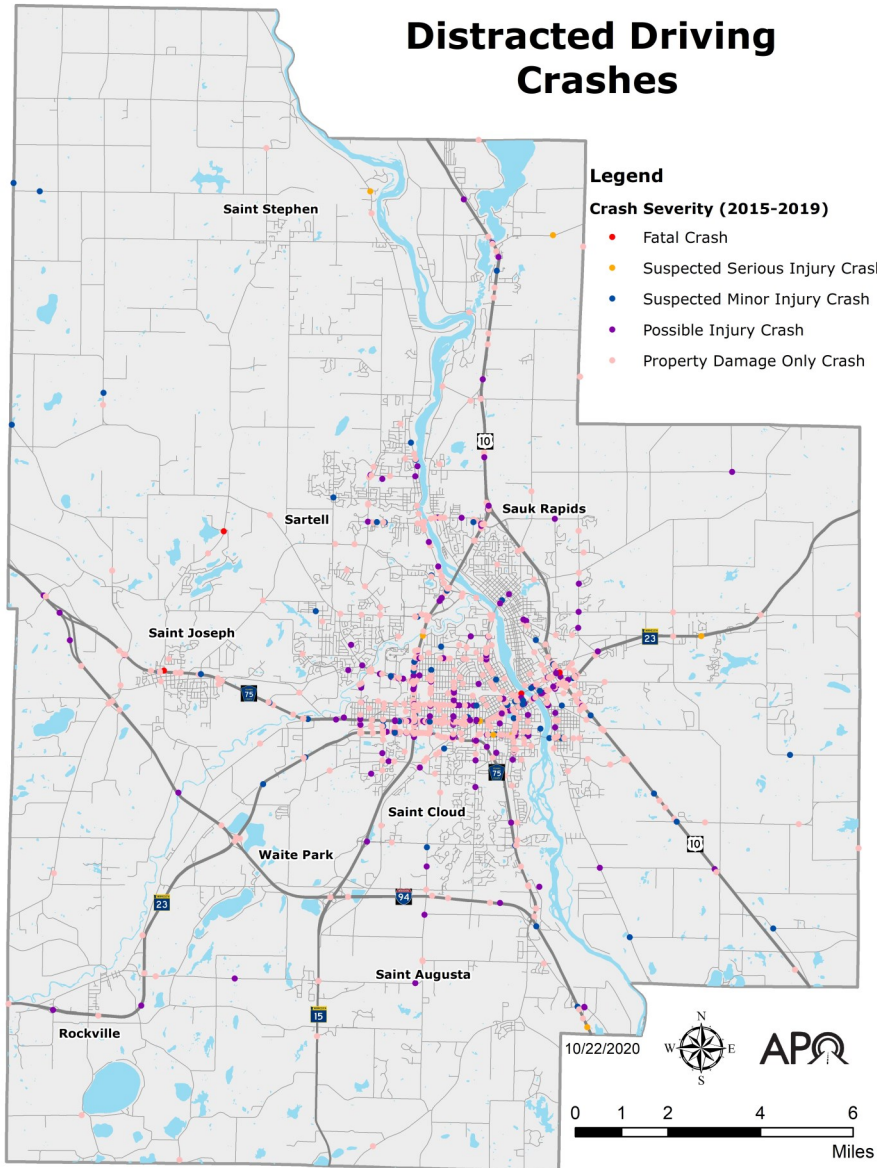 Distracted Driving
Crashes
Legend
Crash Severity (2015-2019)
Fatal Crash
Suspected Serious Injury Crash
Suspected Minor Injury Crash
Possible Injury Crash
Property Damage Only Crash
Saint Stephen
10
Sauk Rapids
Sartell
Saint Joseph
23
75
75
Saint Cloud
10
Waite Park
94
23
Saint Augusta
15
Rockville
10/22/2020
N
W
E
S
APO
0
1
2
4
6
Miles